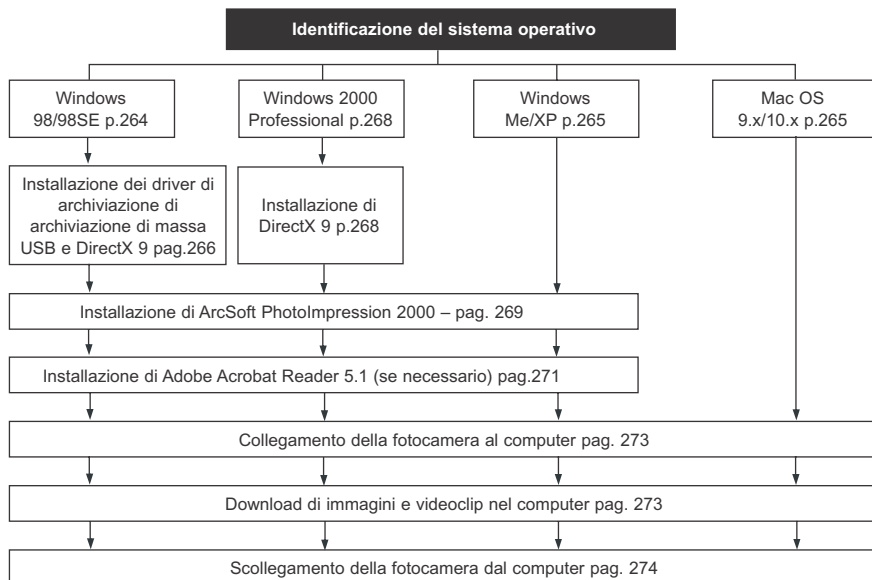 Identificazione del sistema operativo
Windows
98/98SE p.264
Windows 2000
Professional p.268
Windows
Me/XP p.265
Mac OS
9.x/10.x p.265
Installazione dei driver di
archiviazione di
archiviazione di massa
USB e DirectX 9 pag.266
Installazione di
DirectX 9 p.268
Installazione di ArcSoft PhotoImpression 2000 – pag. 269
Installazione di Adobe Acrobat Reader 5.1 (se necessario) pag.271
Collegamento della fotocamera al computer pag. 273
Download di immagini e videoclip nel computer pag. 273
Scollegamento della fotocamera dal computer pag. 274